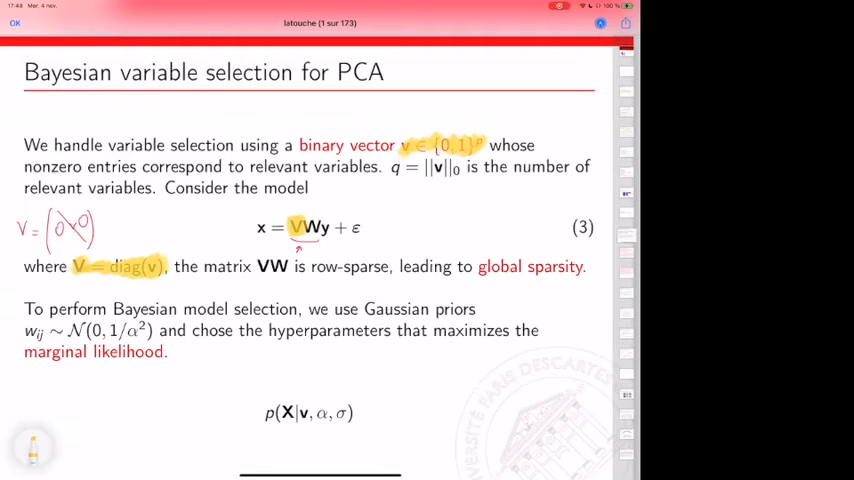 17:48 Mar. 4 nov.
100 %
OK
latouche (1 sur 173)
Bayesian variable selection for PCA
We handle variable selection using a binary vector v ∈ {0, 1}^p whose
nonzero entries correspond to relevant variables. q = ||v||₀ is the number of
relevant variables. Consider the model
x = VWy + ε (3)
V =
where V = diag(v), the matrix VW is row-sparse, leading to global sparsity.
To perform Bayesian model selection, we use Gaussian priors
w_ij ∼ N(0, 1/α²) and chose the hyperparameters that maximizes the
marginal likelihood.
p(X|v, α, σ)
UNIVERSITÉ PARIS DESCARTES